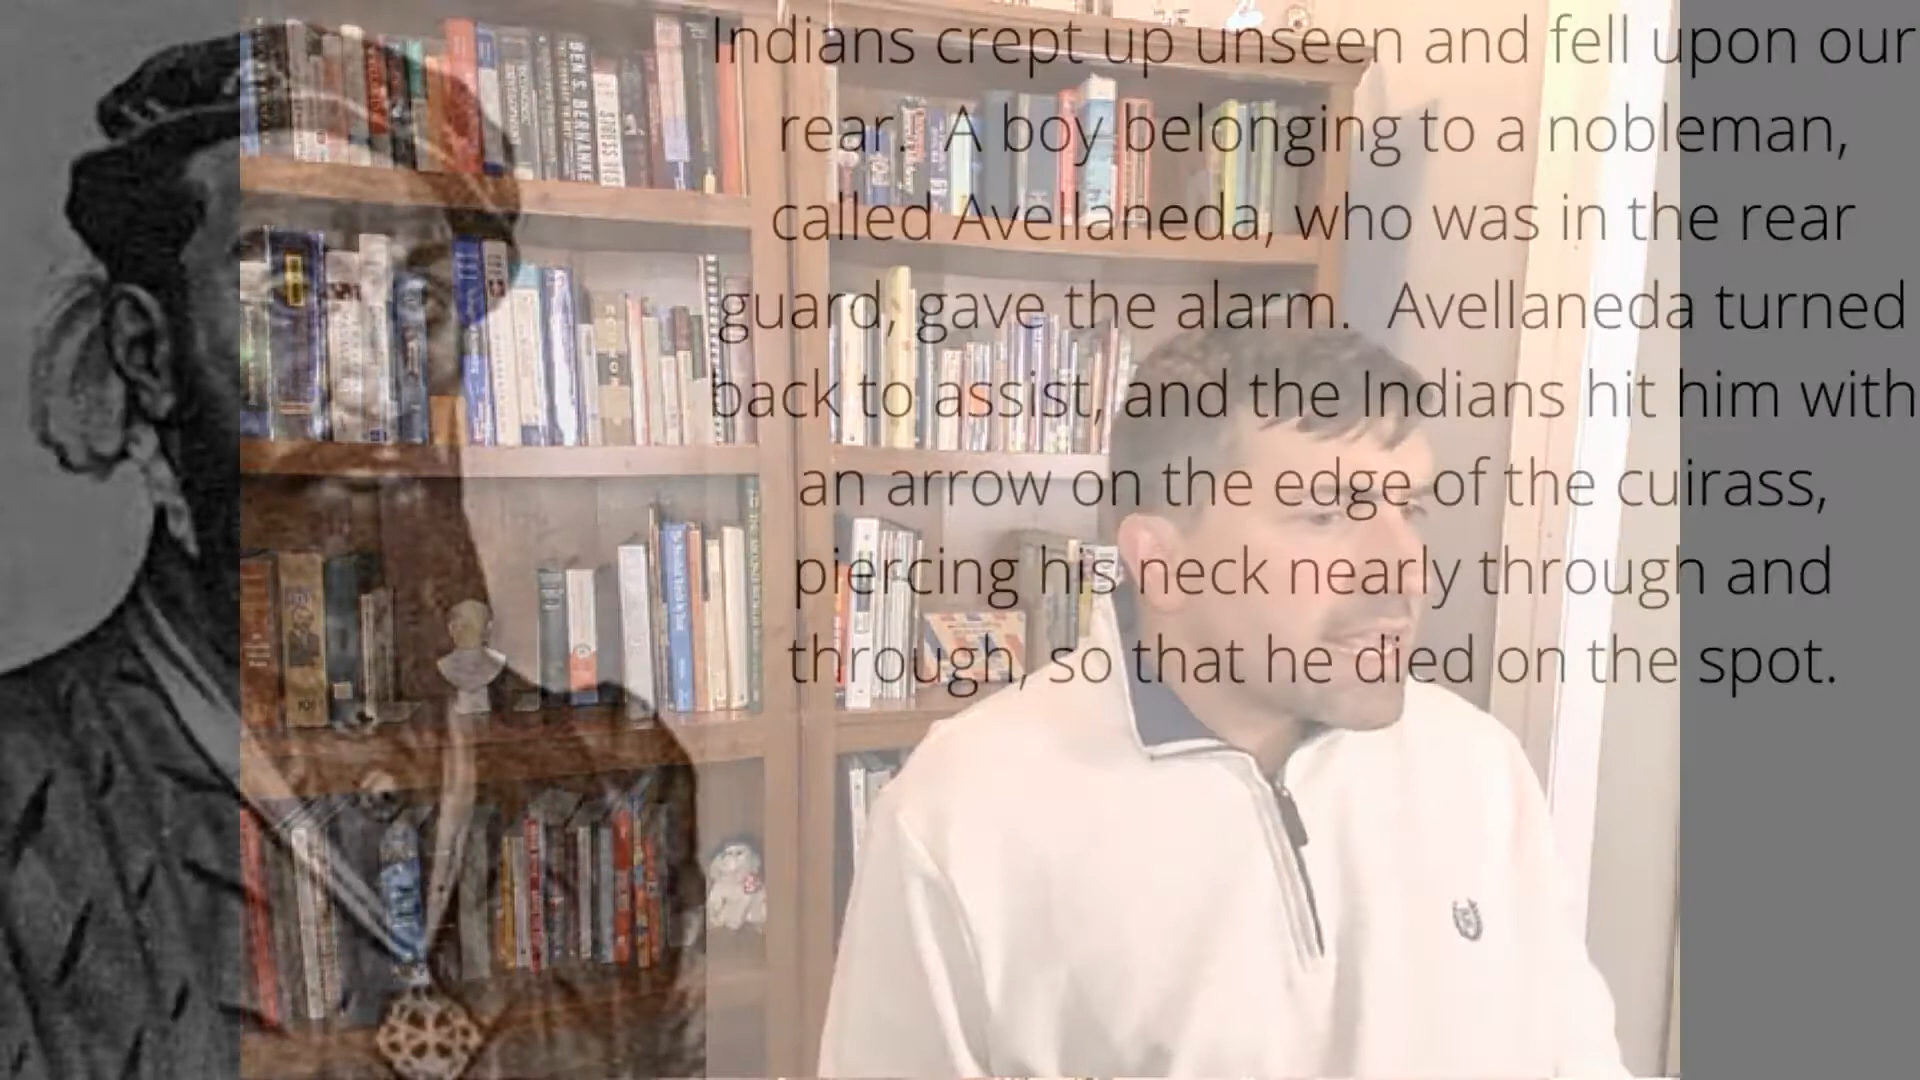 Indians crept up unseen and fell upon our
rear. A boy belonging to a nobleman,
called Avellaneda, who was in the rear
guard, gave the alarm. Avellaneda turned
back to assist, and the Indians hit him with
an arrow on the edge of the cuirass,
piercing his neck nearly through and
through, so that he died on the spot.
BEN S. BERNANKE